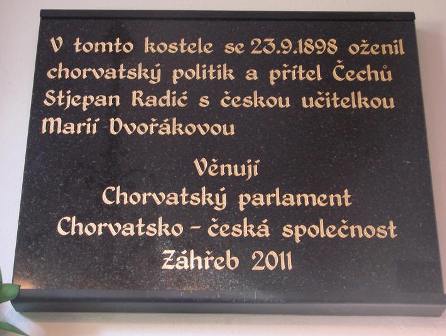 V tomto kostele se 23.9.1898 oženil
chorvatský politik a přítel Čechů
Stjepan Radić s českou učitelkou
Marií Dvořákovou
Věnují
Chorvatský parlament
Chorvatsko – česká společnost
Záhřeb 2011